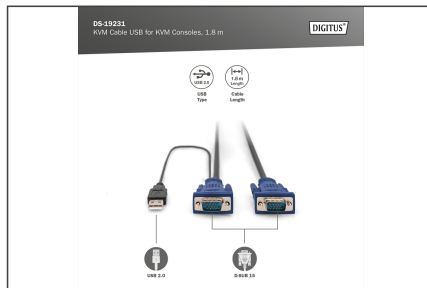 DS-19231
KVM Cable USB for KVM Consoles, 1.8 m
DIGITUS®
USB 2.0
USB
Type
1.8 m
Length
Cable
Length
USB 2.0
D-SUB 15